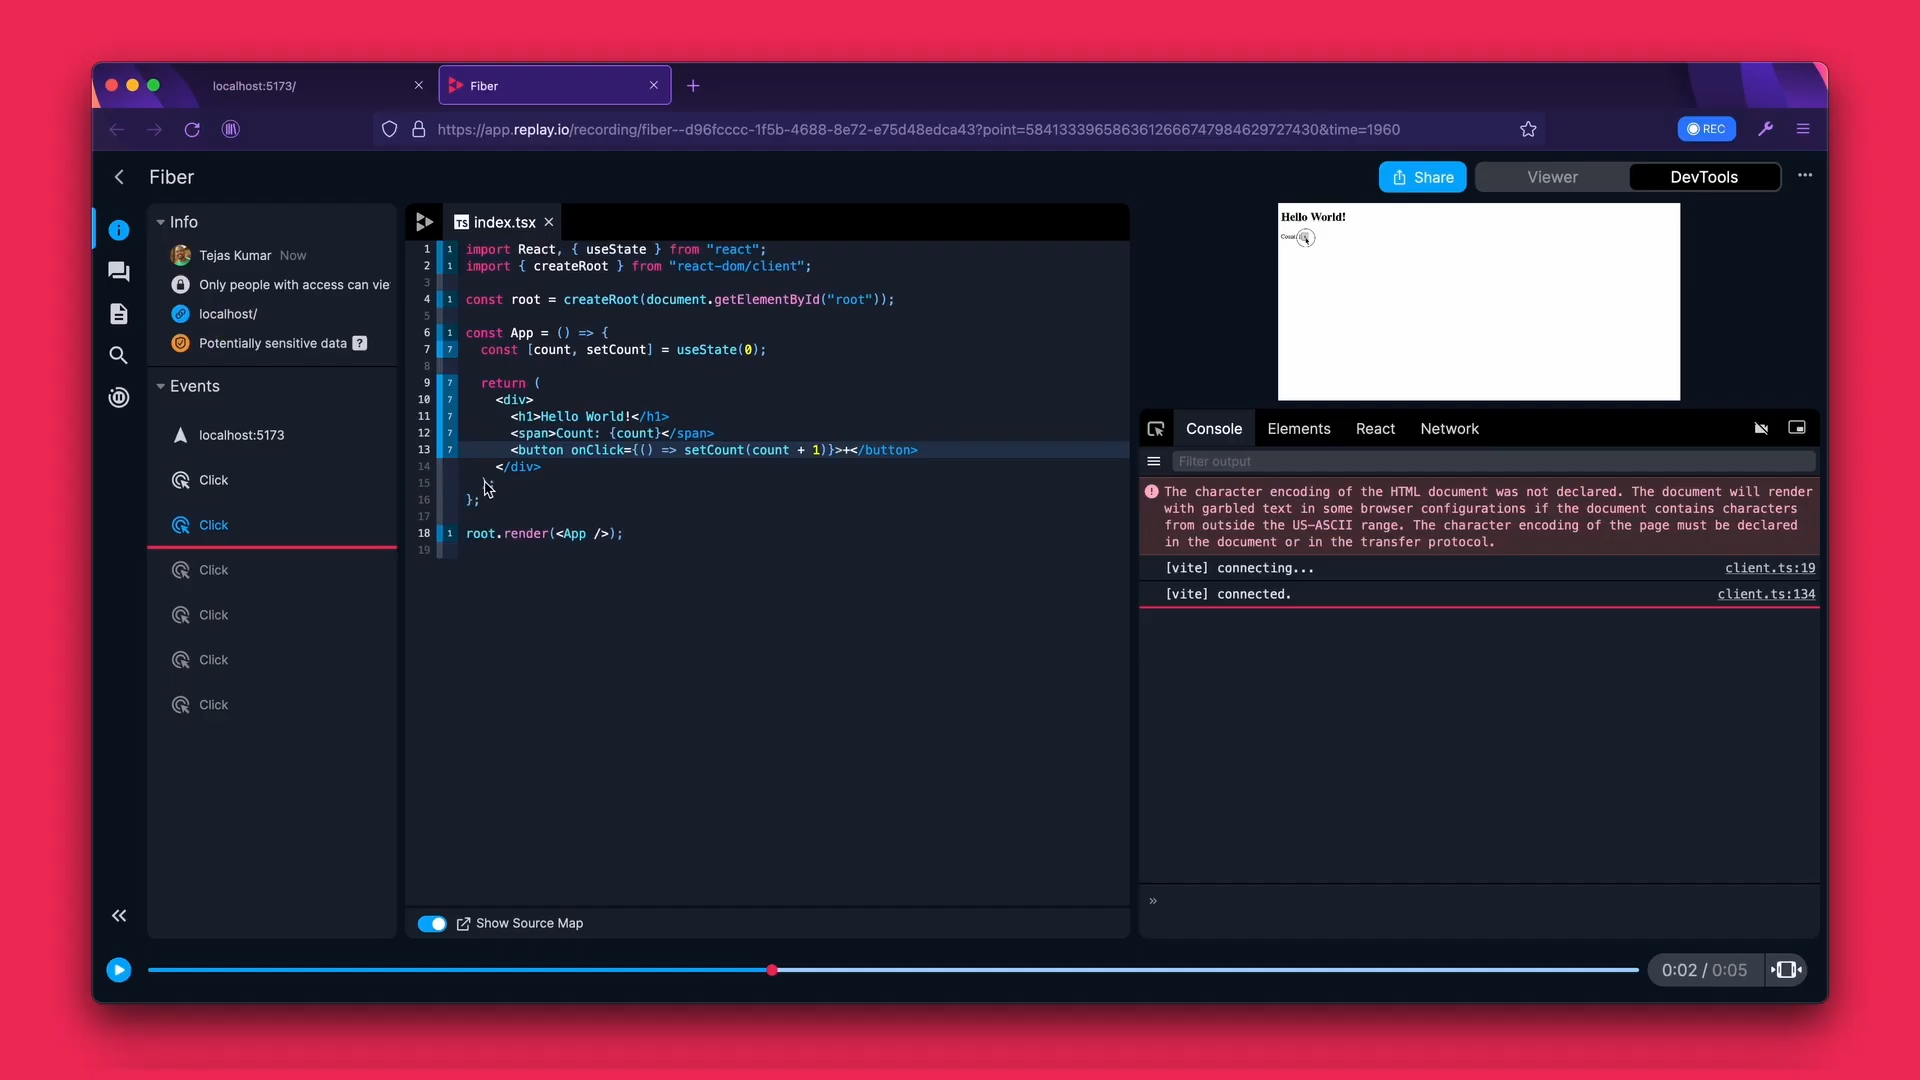 localhost:5173/
Fiber
https://app.replay.io/recording/fiber--d96fcccc-1f5b-4688-8e72-e75d48edca43?point=58413339658636126667479846297274​30&time=1960
REC
Fiber
Share
Viewer
DevTools
Info
Tejas Kumar Now
Only people with access can vie
localhost/
Potentially sensitive data ?
Events
localhost:5173
Click
Click
Click
Click
Click
Click
TS index.tsx
1 1 import React, { useState } from "react";
2 1 import { createRoot } from "react-dom/client";
3
4 1 const root = createRoot(document.getElementById("root"));
5
6 1 const App = () => {
7 7 const [count, setCount] = useState(0);
8
9 7 return (
10 7 <div>
11 7 <h1>Hello World!</h1>
12 7 <span>Count: {count}</span>
13 7 <button onClick={() => setCount(count + 1)}>+</button>
14 </div>
15
16 };
17
18 1 root.render(<App />);
19
Show Source Map
Hello World!
Count:
Console
Elements
React
Network
Filter output
The character encoding of the HTML document was not declared. The document will render
with garbled text in some browser configurations if the document contains characters
from outside the US-ASCII range. The character encoding of the page must be declared
in the document or in the transfer protocol.
[vite] connecting... client.ts:19
[vite] connected. client.ts:134
»
0:02 / 0:05